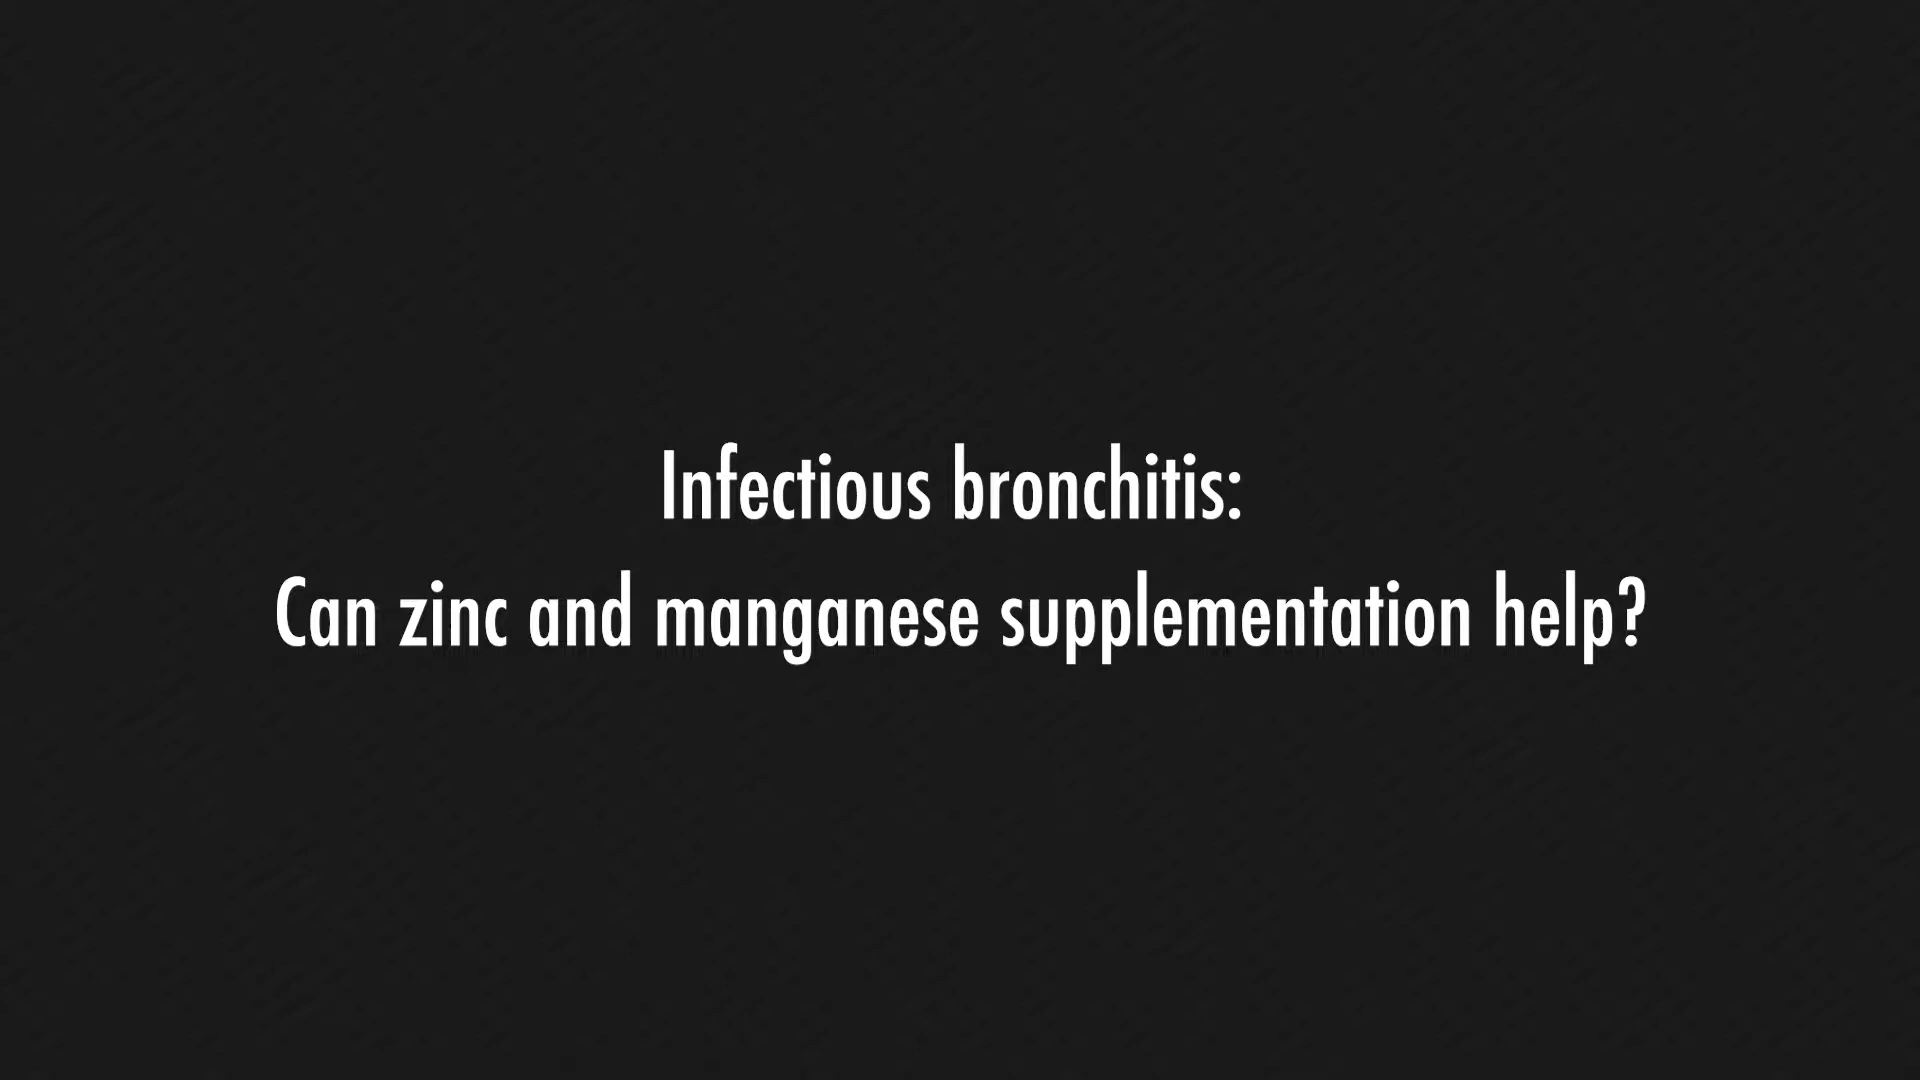 Infectious bronchitis:
Can zinc and manganese supplementation help?